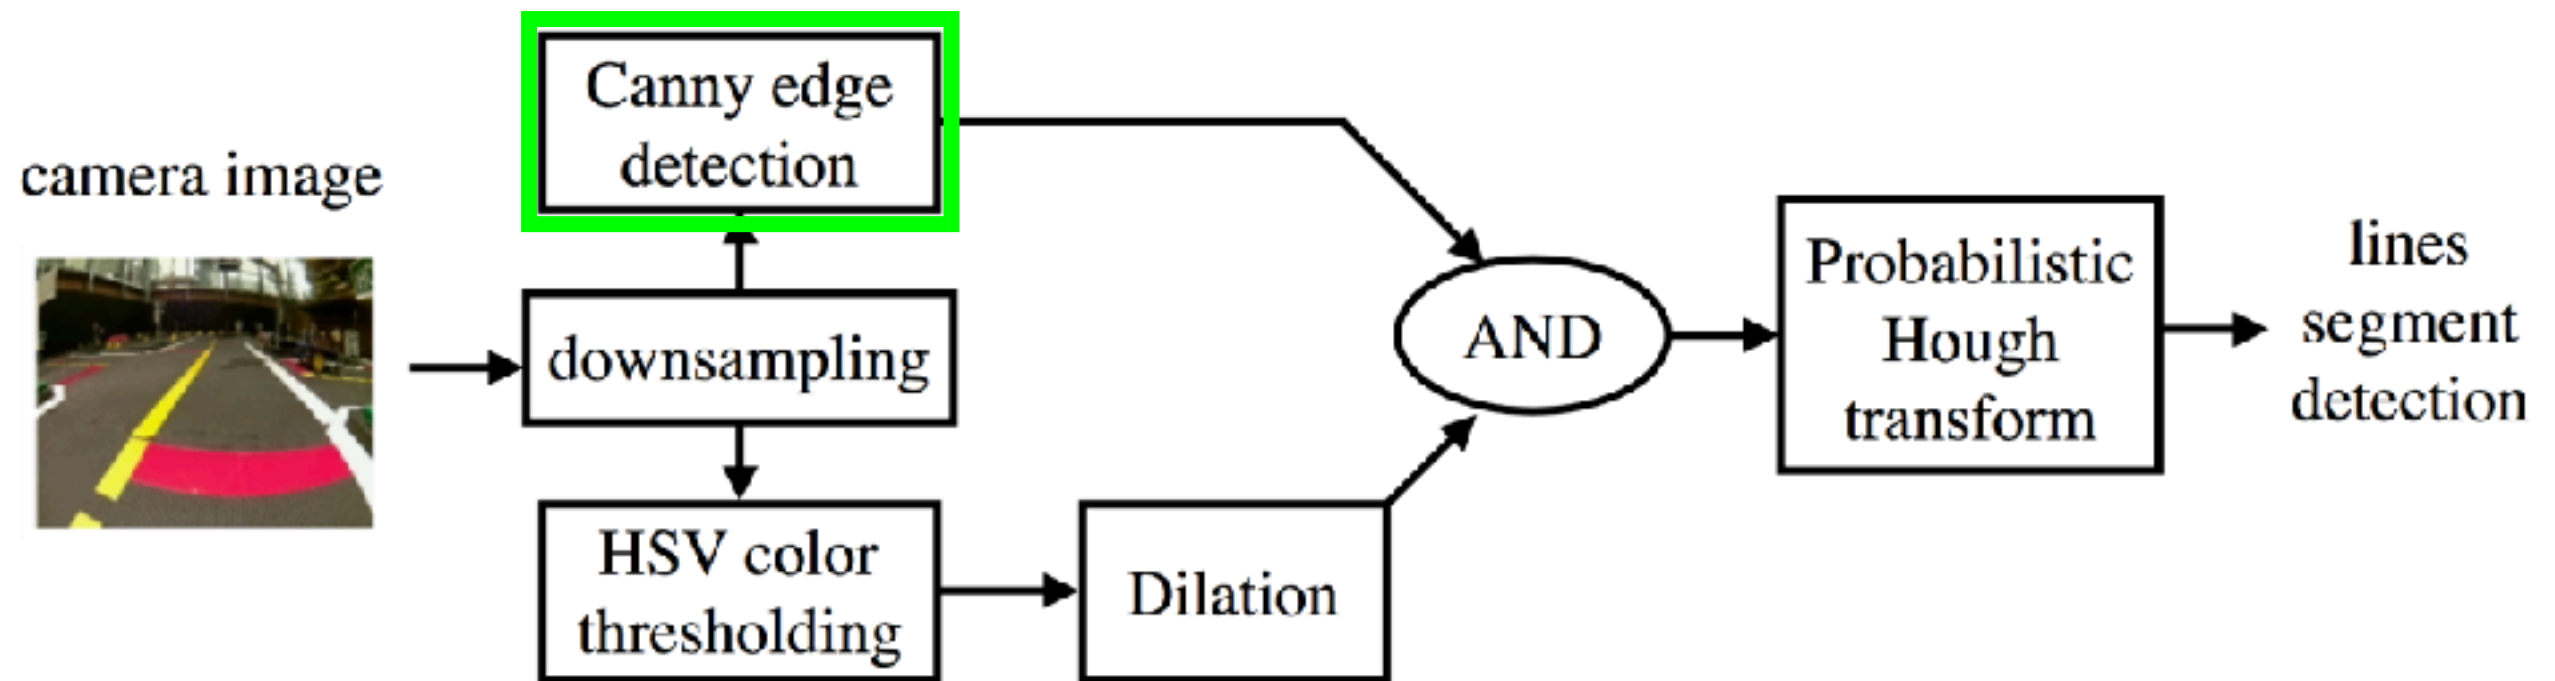 camera image
Canny edge
detection
downsampling
HSV color
thresholding
Dilation
AND
Probabilistic
Hough
transform
lines
segment
detection